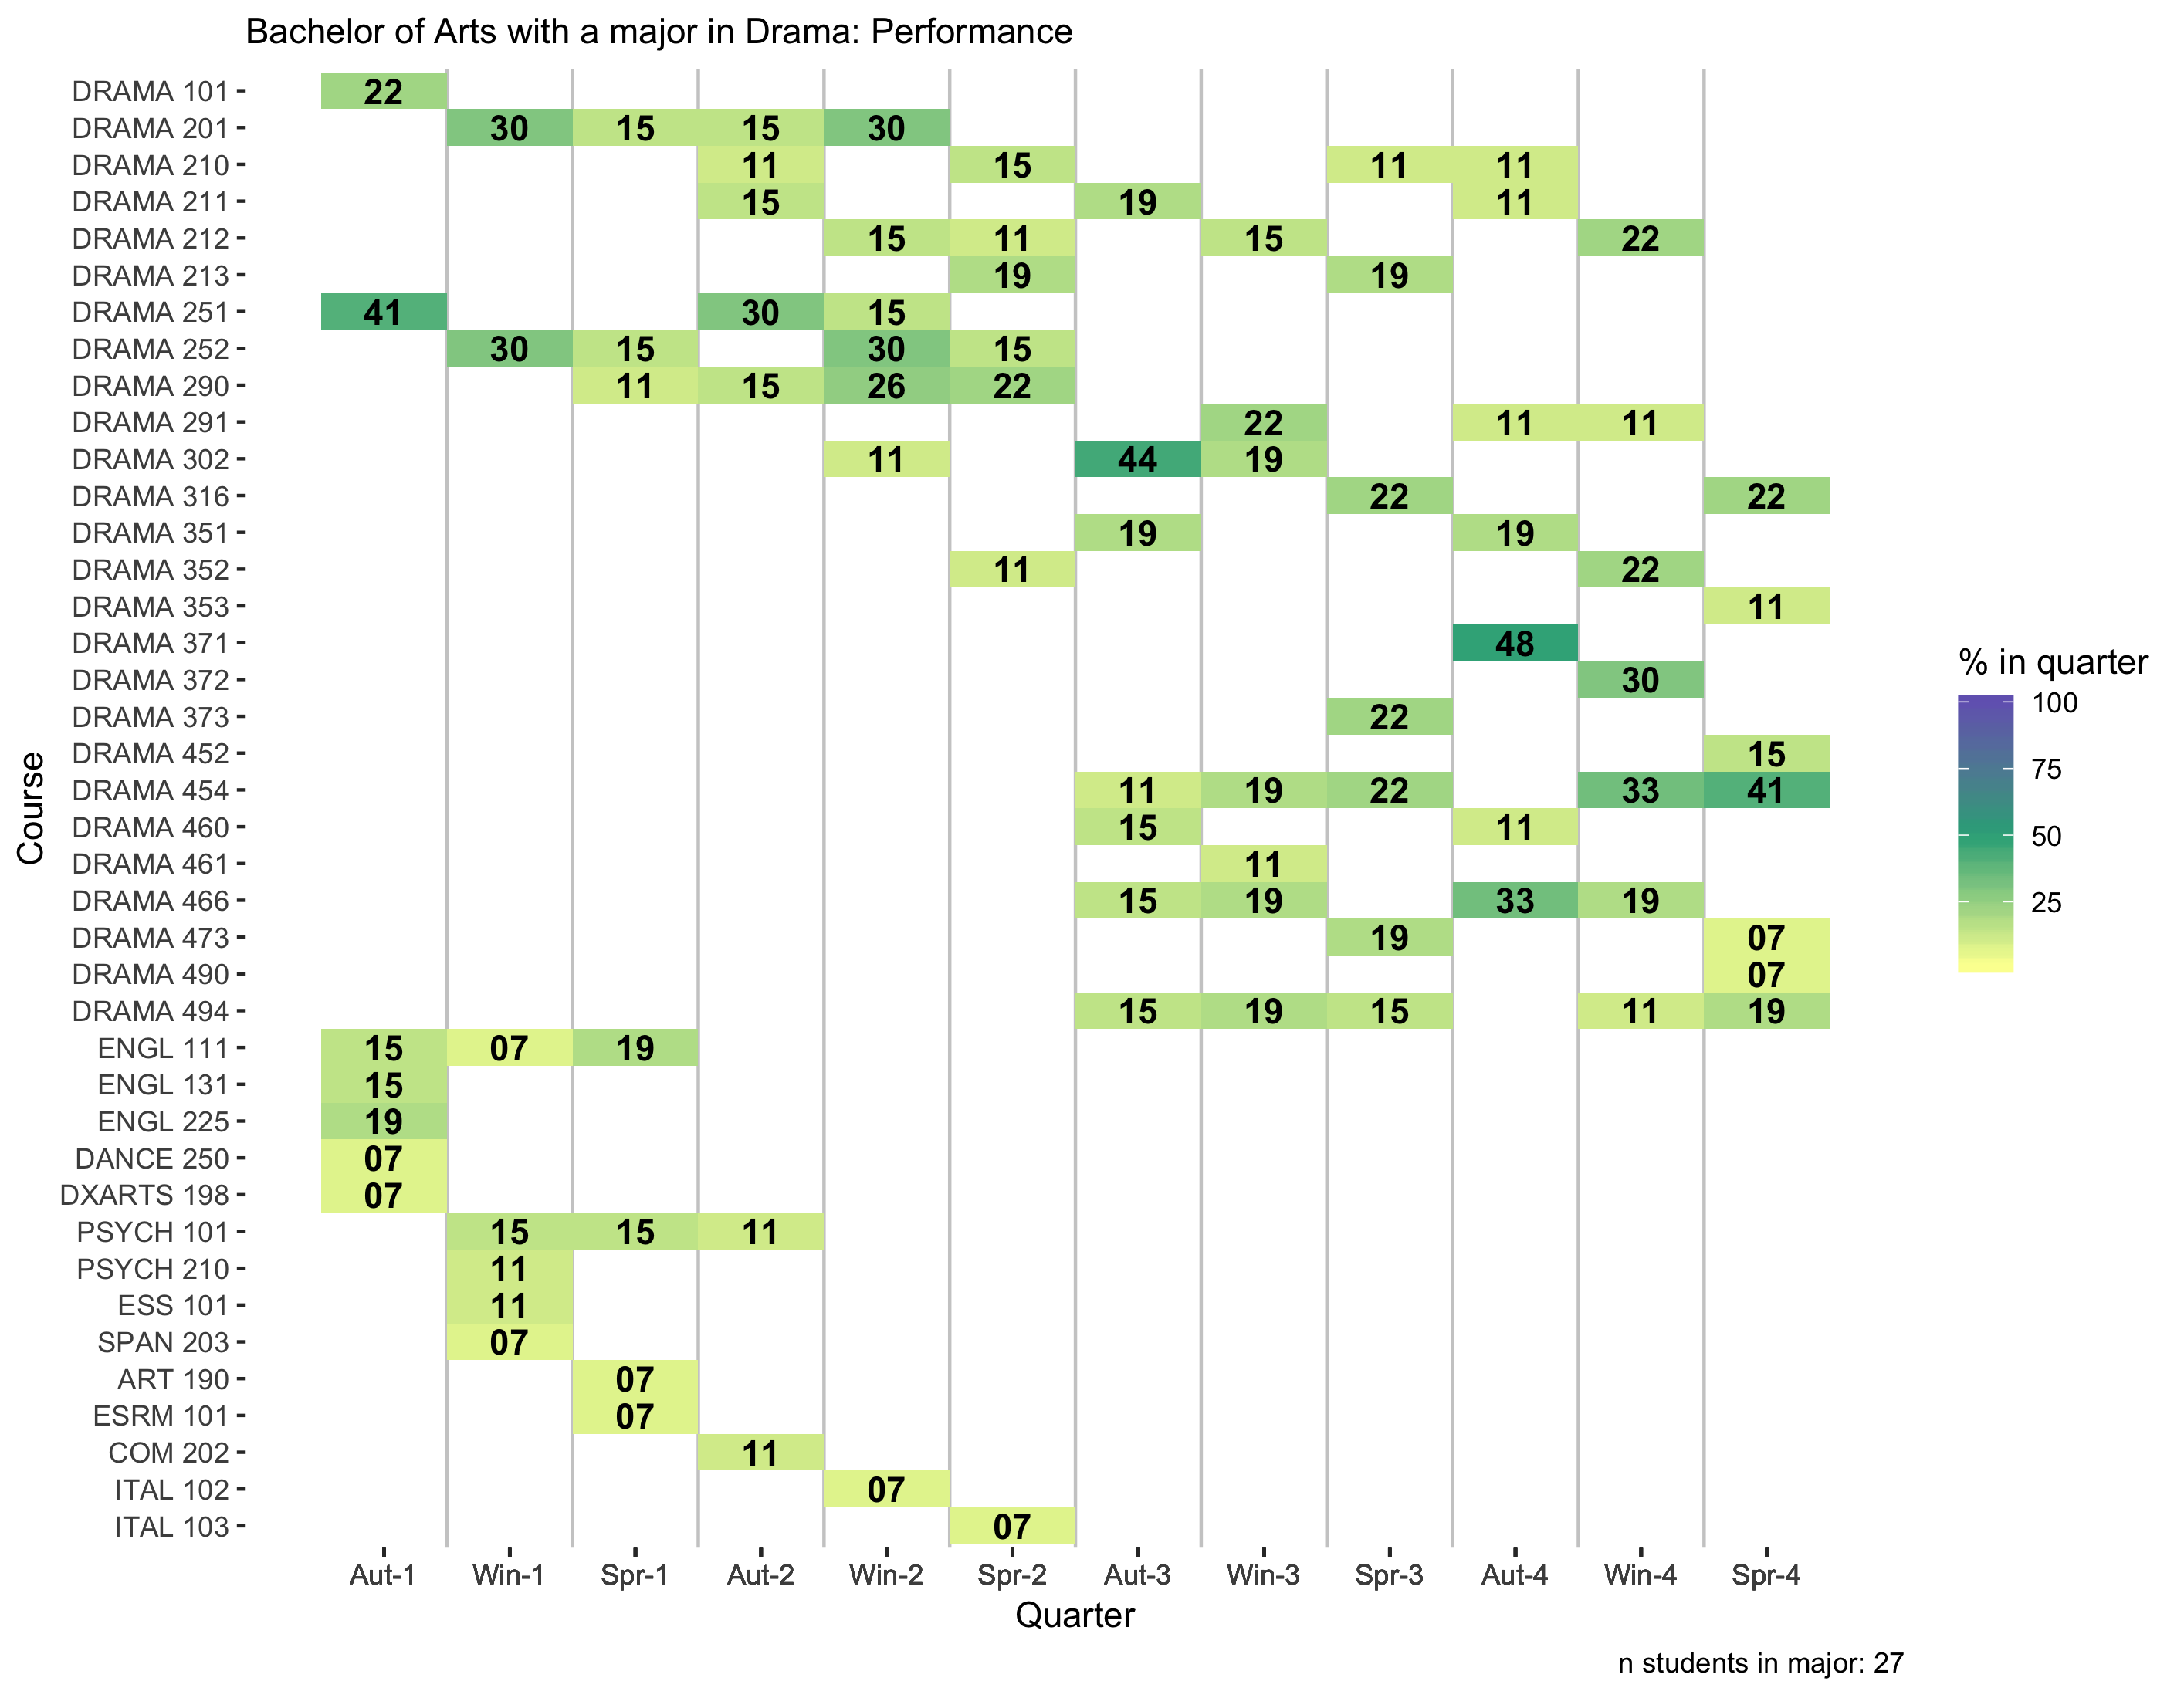 Bachelor of Arts with a major in Drama: Performance
DRAMA 101 22
DRAMA 201 30 15 15 30
DRAMA 210 11 15 11 11
DRAMA 211 15 19 11
DRAMA 212 15 11 15 22
DRAMA 213 19 19
DRAMA 251 41 30 15
DRAMA 252 30 15 30 15
DRAMA 290 11 15 26 22
DRAMA 291 22 11 11
DRAMA 302 11 44 19
DRAMA 316 22 22
DRAMA 351 19 19
DRAMA 352 11 22
DRAMA 353 11
DRAMA 371 48
DRAMA 372 30
DRAMA 373 22
DRAMA 452 15
DRAMA 454 11 19 22 33 41
DRAMA 460 15 11
DRAMA 461 11
DRAMA 466 15 19 33 19
DRAMA 473 19 07
DRAMA 490 07
DRAMA 494 15 19 15 11 19
ENGL 111 15 07 19
ENGL 131 15
ENGL 225 19
DANCE 250 07
DXARTS 198 07
PSYCH 101 15 15 11
PSYCH 210 11
ESS 101 11
SPAN 203 07
ART 190 07
ESRM 101 07
COM 202 11
ITAL 102 07
ITAL 103 07
Course
Aut-1 Win-1 Spr-1 Aut-2 Win-2 Spr-2 Aut-3 Win-3 Spr-3 Aut-4 Win-4 Spr-4
Quarter
% in quarter
100
75
50
25
n students in major: 27